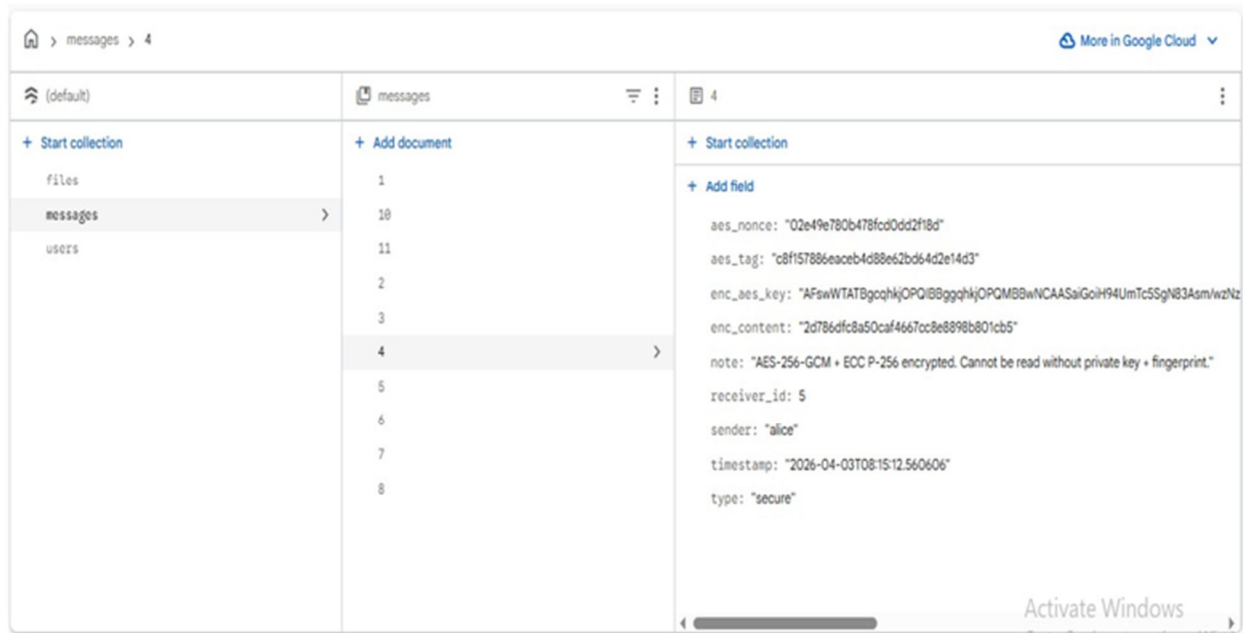 messages > 4
More in Google Cloud
(default)
messages
4
+ Start collection
+ Add document
+ Start collection
files
messages
users
1
10
11
2
3
4
5
6
7
8
+ Add field
aes_nonce: "02e49e780b478fcd0dd2f18d"
aes_tag: "c8f157886eaceb4d88e62bd64d2e14d3"
enc_aes_key: "AFswWTATBgcqhkjOPQIBBggqhkjOPQMBBwNCAASaiGoiH94UmTc5SgN83Asm/wzNz
enc_content: "2d786dfc8a50caf4667cc8e8898b801cb5"
note: "AES-256-GCM + ECC P-256 encrypted. Cannot be read without private key + fingerprint."
receiver_id: 5
sender: "alice"
timestamp: "2026-04-03T08:15:12.560606"
type: "secure"
Activate Windows